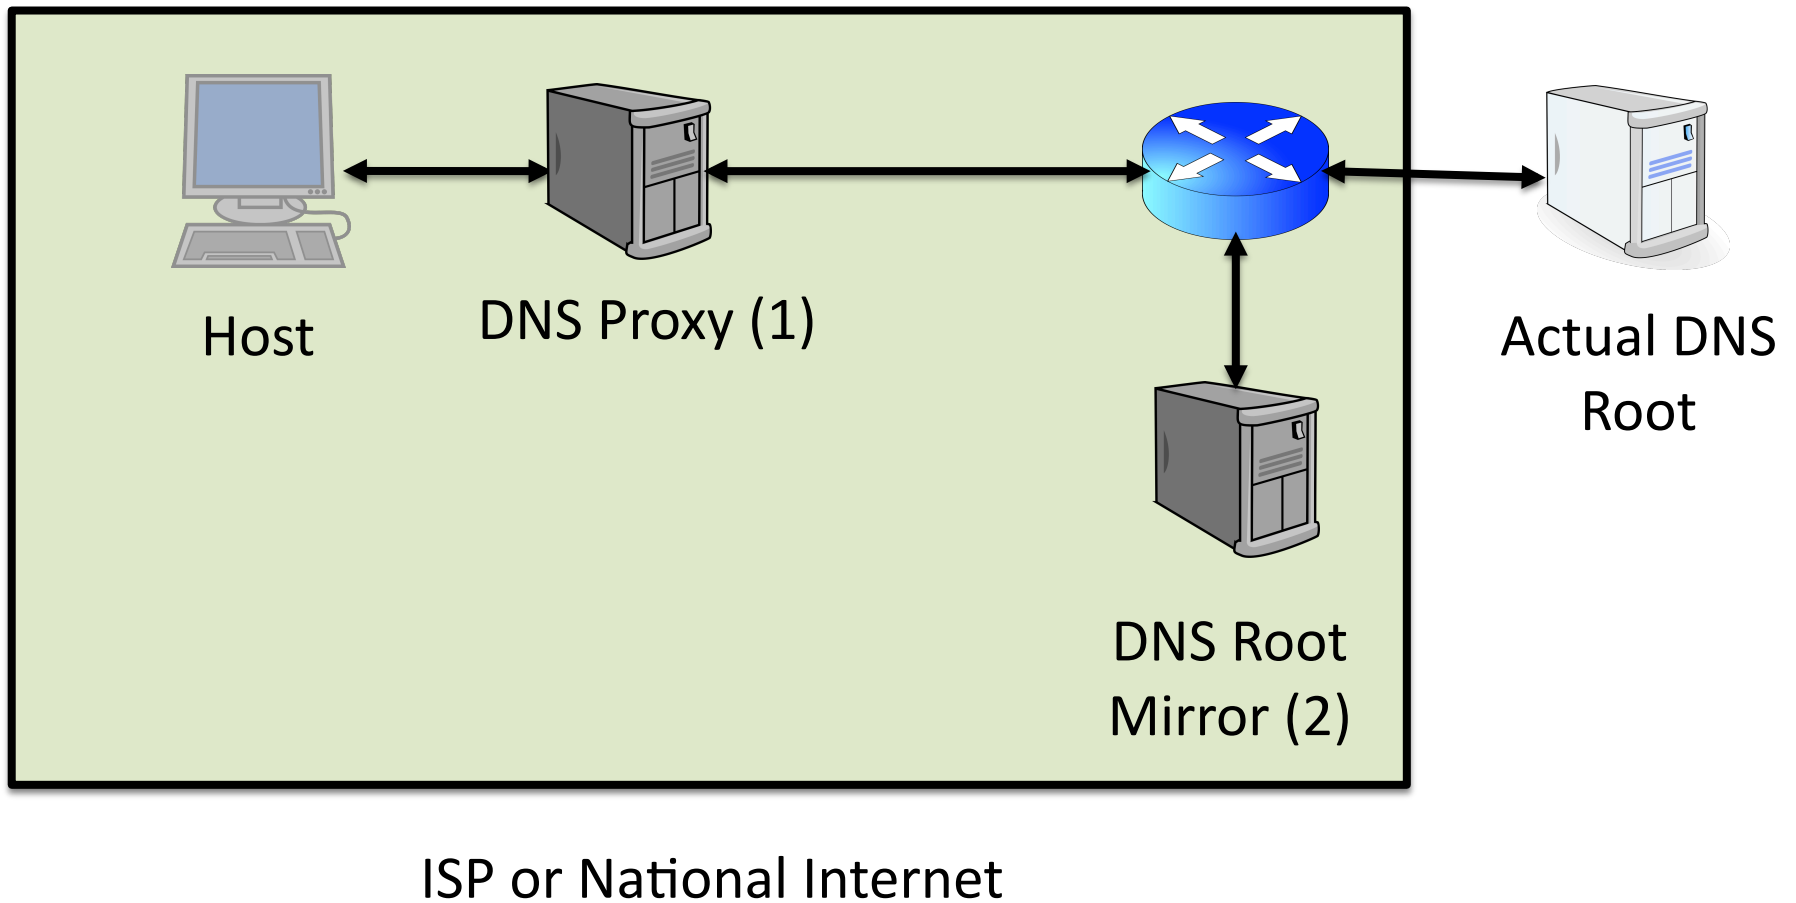 Host
DNS Proxy (1)
Actual DNS
Root
DNS Root
Mirror (2)
ISP or National Internet